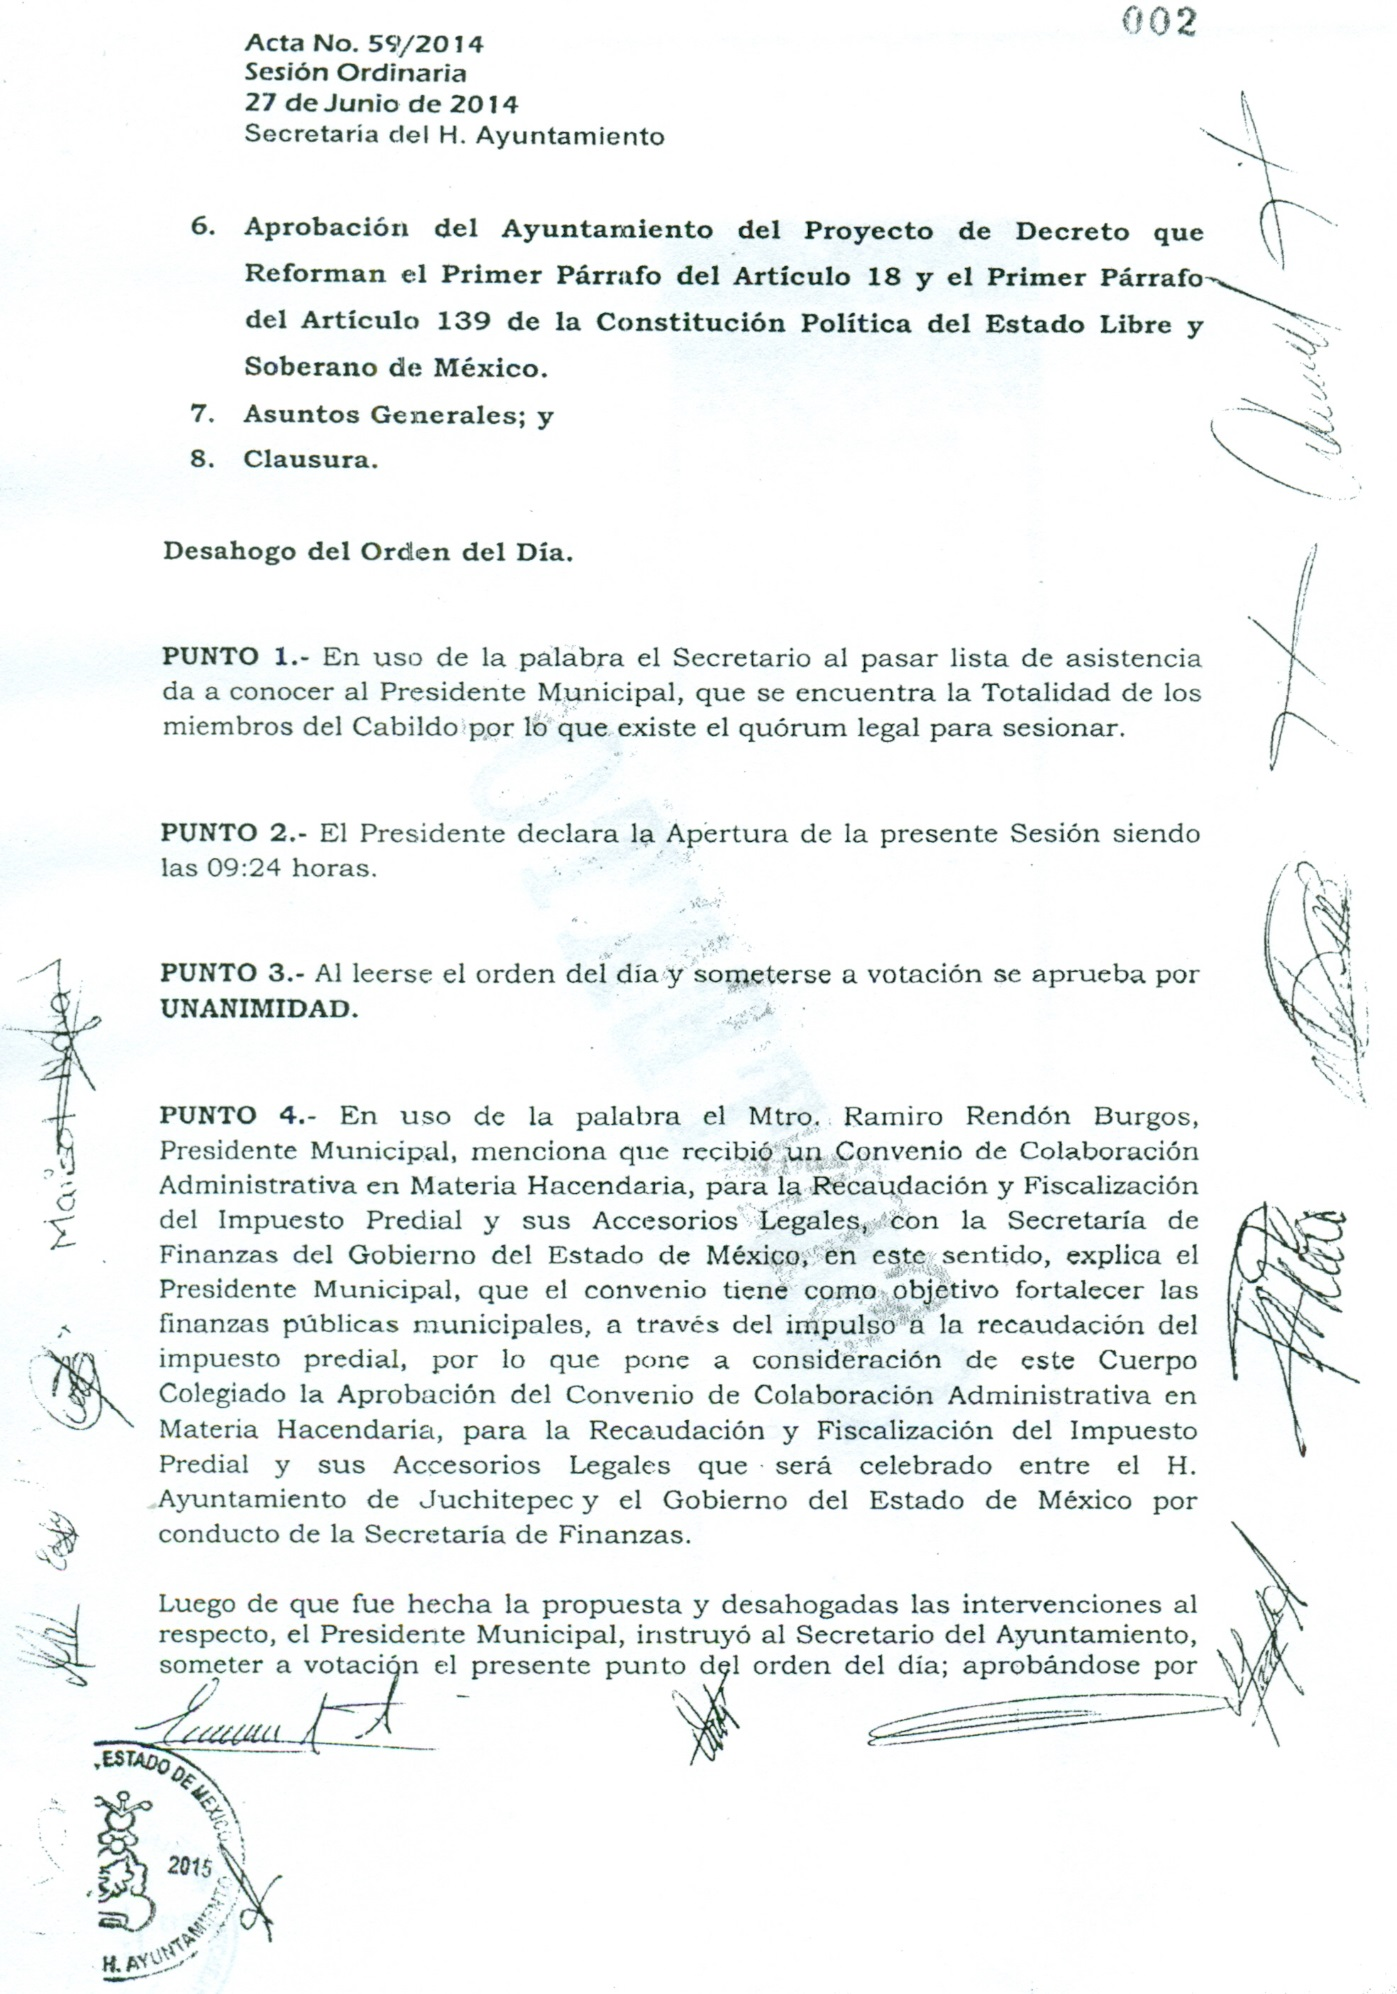 002
Acta No. 59/2014
Sesión Ordinaria
27 de Junio de 2014
Secretaría del H. Ayuntamiento
6. Aprobación del Ayuntamiento del Proyecto de Decreto que
Reforman el Primer Párrafo del Artículo 18 y el Primer Párrafo
del Artículo 139 de la Constitución Política del Estado Libre y
Soberano de México.
7. Asuntos Generales; y
8. Clausura.
Desahogo del Orden del Día.
PUNTO 1.- En uso de la palabra el Secretario al pasar lista de asistencia
da a conocer al Presidente Municipal, que se encuentra la Totalidad de los
miembros del Cabildo por lo que existe el quórum legal para sesionar.
PUNTO 2.- El Presidente declara la Apertura de la presente Sesión siendo
las 09:24 horas.
PUNTO 3.- Al leerse el orden del día y someterse a votación se aprueba por
UNANIMIDAD.
PUNTO 4.- En uso de la palabra el Mtro. Ramiro Rendón Burgos,
Presidente Municipal, menciona que recibió un Convenio de Colaboración
Administrativa en Materia Hacendaria, para la Recaudación y Fiscalización
del Impuesto Predial y sus Accesorios Legales, con la Secretaría de
Finanzas del Gobierno del Estado de México, en este sentido, explica el
Presidente Municipal, que el convenio tiene como objetivo fortalecer las
finanzas públicas municipales, a través del impulso a la recaudación del
impuesto predial, por lo que pone a consideración de este Cuerpo
Colegiado la Aprobación del Convenio de Colaboración Administrativa en
Materia Hacendaria, para la Recaudación y Fiscalización del Impuesto
Predial y sus Accesorios Legales que será celebrado entre el H.
Ayuntamiento de Juchitepec y el Gobierno del Estado de México por
conducto de la Secretaría de Finanzas.
Luego de que fue hecha la propuesta y desahogadas las intervenciones al
respecto, el Presidente Municipal, instruyó al Secretario del Ayuntamiento,
someter a votación el presente punto del orden del día; aprobándose por
ESTADO DE MEXICO
2015
H. AYUNTAMIENTO